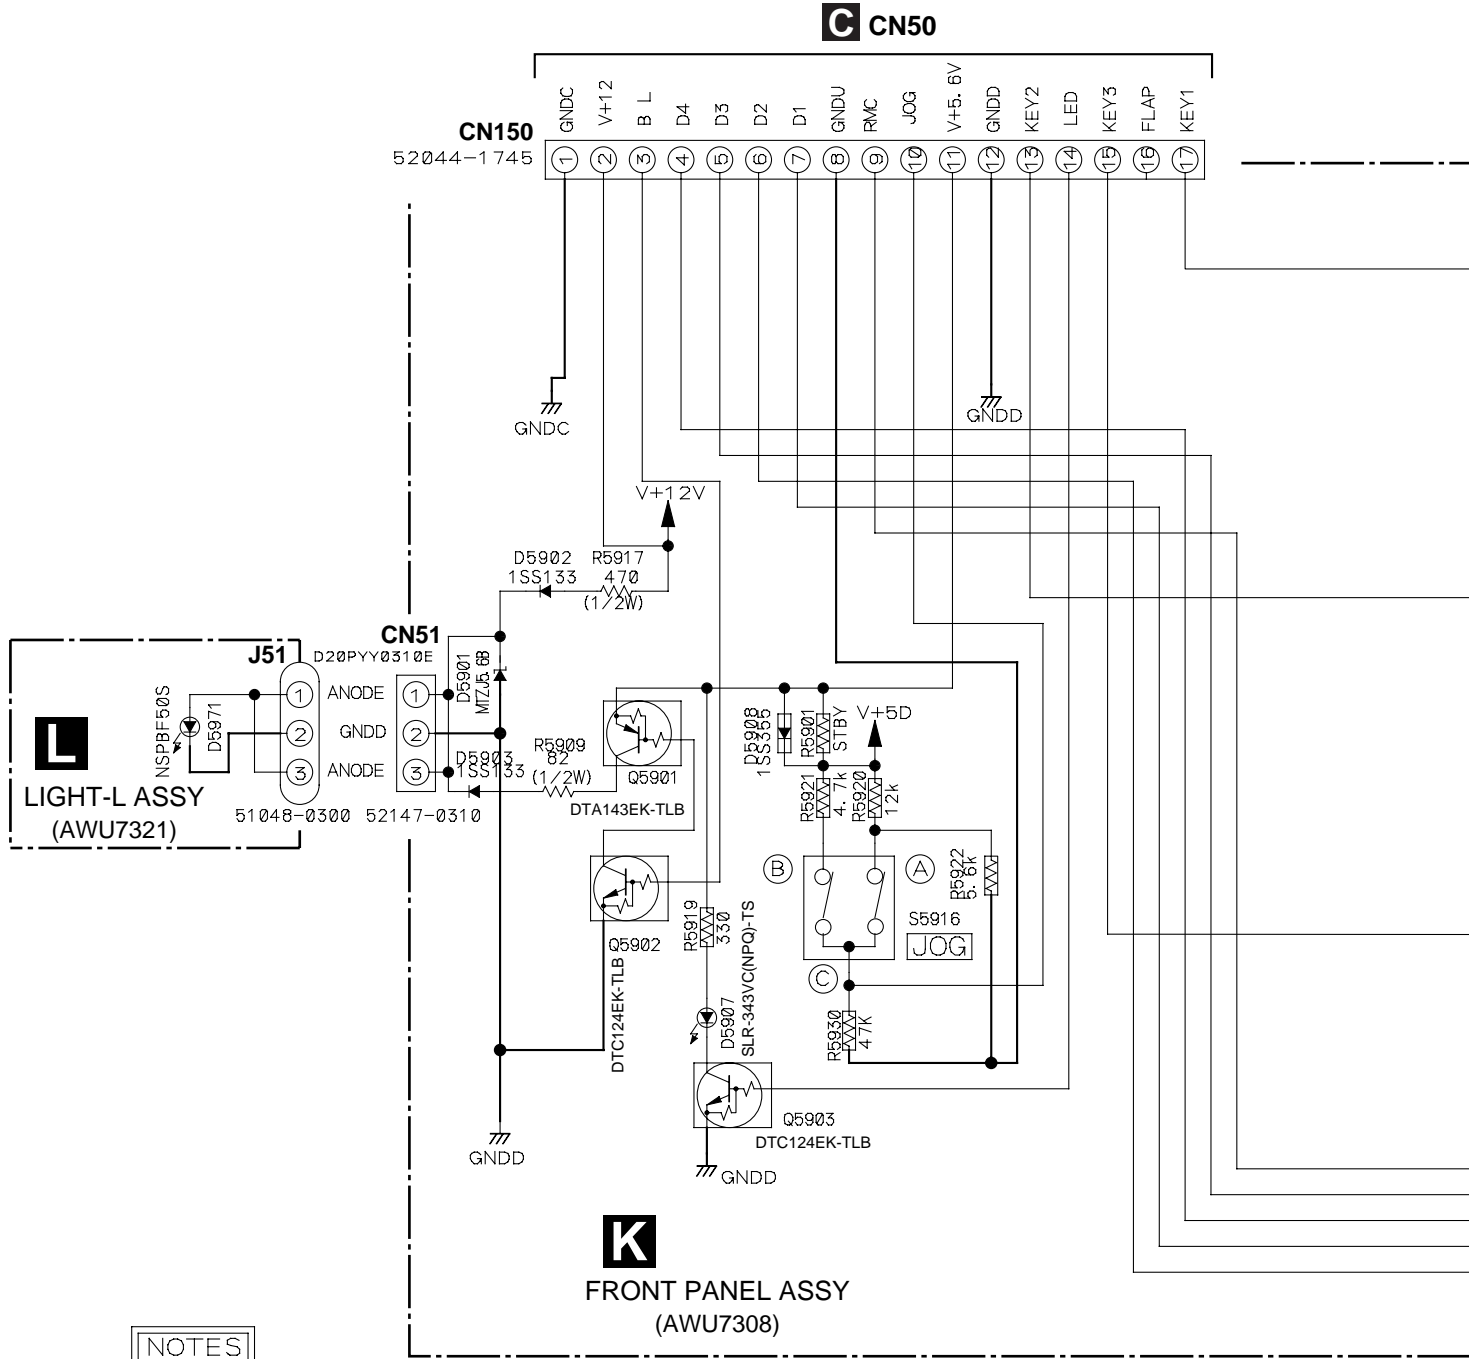 C CN50
GNDC
V+12
B L
D4
D3
D2
D1
GNDU
RMC
JOG
V+5.6V
GNDD
KEY2
LED
KEY3
FLAP
KEY1
CN150
52044-1745
1 2 3 4 5 6 7 8 9 10 11 12 13 14 15 16 17
GNDC
GNDD
V+12V
D5902
1SS133
R5917
470
(1/2W)
CN51
D20PYY0310E
J51
D5901
MTZJ5.6B
NSPBF50S
D5971
1 ANODE 1
2 GNDD 2
3 ANODE 3
L
LIGHT-L ASSY
(AWU7321)
51048-0300
52147-0310
D5903
1SS133
R5909
82
(1/2W)
Q5901
DTA143EK-TLB
D5908
1SS355
R5901
STBY
V+5D
R5921
4.7k
R5920
12k
B
A
R5922
5.6k
S5916
JOG
C
R5930
47K
Q5902
DTC124EK-TLB
R5919
330
D5907
SLR-343VC(NPQ)-TS
Q5903
DTC124EK-TLB
GNDD
GNDD
K
FRONT PANEL ASSY
(AWU7308)
NOTES